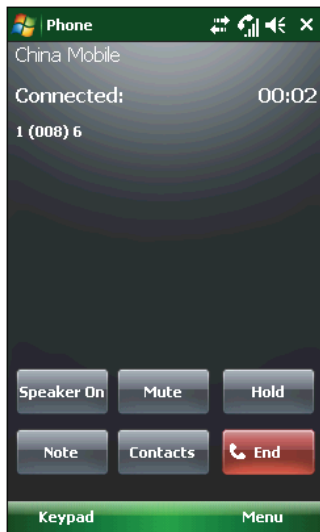 Phone
China Mobile
Connected: 00:02
1 (008) 6
Speaker On Mute Hold
Note Contacts End
Keypad Menu